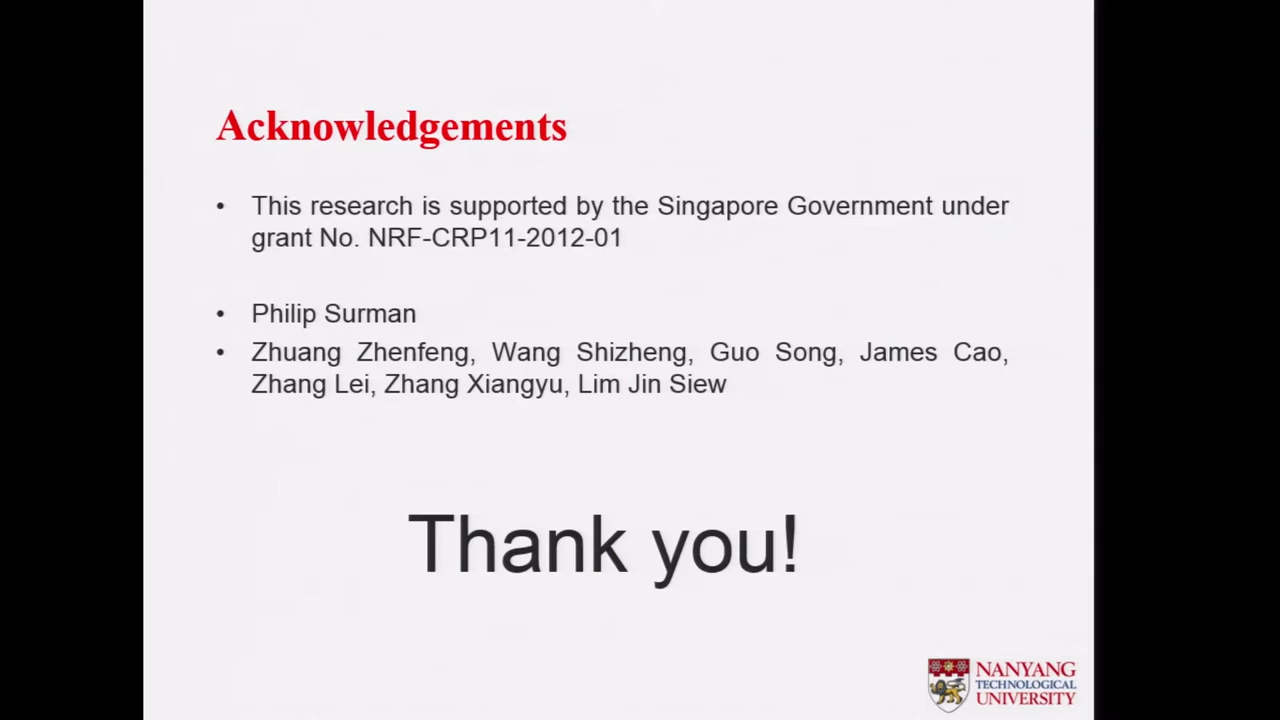 Acknowledgements
• This research is supported by the Singapore Government under
grant No. NRF-CRP11-2012-01
• Philip Surman
• Zhuang Zhenfeng, Wang Shizheng, Guo Song, James Cao,
Zhang Lei, Zhang Xiangyu, Lim Jin Siew
Thank you!
NANYANG
TECHNOLOGICAL
UNIVERSITY